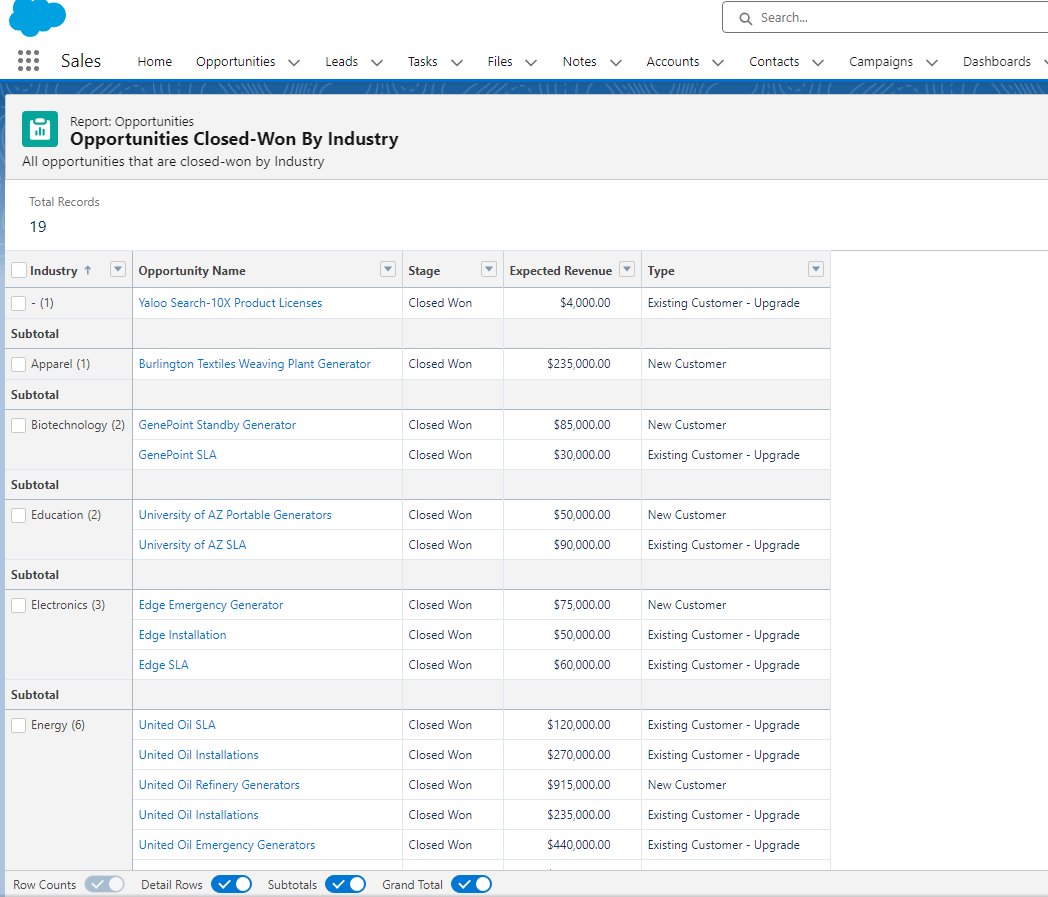 Search...
Sales Home Opportunities Leads Tasks Files Notes Accounts Contacts Campaigns Dashboards
Report: Opportunities
Opportunities Closed-Won By Industry
All opportunities that are closed-won by Industry
Total Records
19
Industry ↑ Opportunity Name Stage Expected Revenue Type
- (1) Yaloo Search-10X Product Licenses Closed Won $4,000.00 Existing Customer - Upgrade
Subtotal
Apparel (1) Burlington Textiles Weaving Plant Generator Closed Won $235,000.00 New Customer
Subtotal
Biotechnology (2) GenePoint Standby Generator Closed Won $85,000.00 New Customer
GenePoint SLA Closed Won $30,000.00 Existing Customer - Upgrade
Subtotal
Education (2) University of AZ Portable Generators Closed Won $50,000.00 New Customer
University of AZ SLA Closed Won $90,000.00 Existing Customer - Upgrade
Subtotal
Electronics (3) Edge Emergency Generator Closed Won $75,000.00 New Customer
Edge Installation Closed Won $50,000.00 Existing Customer - Upgrade
Edge SLA Closed Won $60,000.00 Existing Customer - Upgrade
Subtotal
Energy (6) United Oil SLA Closed Won $120,000.00 Existing Customer - Upgrade
United Oil Installations Closed Won $270,000.00 Existing Customer - Upgrade
United Oil Refinery Generators Closed Won $915,000.00 New Customer
United Oil Installations Closed Won $235,000.00 Existing Customer - Upgrade
United Oil Emergency Generators Closed Won $440,000.00 Existing Customer - Upgrade
Row Counts Detail Rows Subtotals Grand Total